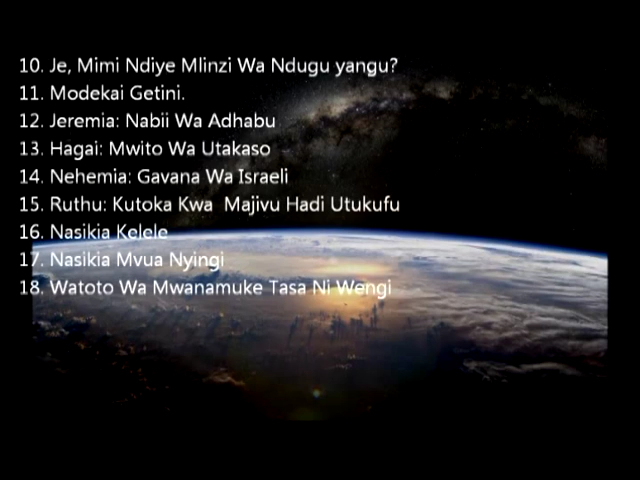 10. Je, Mimi Ndiye Mlinzi Wa Ndugu yangu?
11. Modekai Getini.
12. Jeremia: Nabii Wa Adhabu
13. Hagai: Mwito Wa Utakaso
14. Nehemia: Gavana Wa Israeli
15. Ruthu: Kutoka Kwa  Majivu Hadi Utukufu
16. Nasikia Kelele
17. Nasikia Mvua Nyingi
18. Watoto Wa Mwanamuke Tasa Ni Wengi